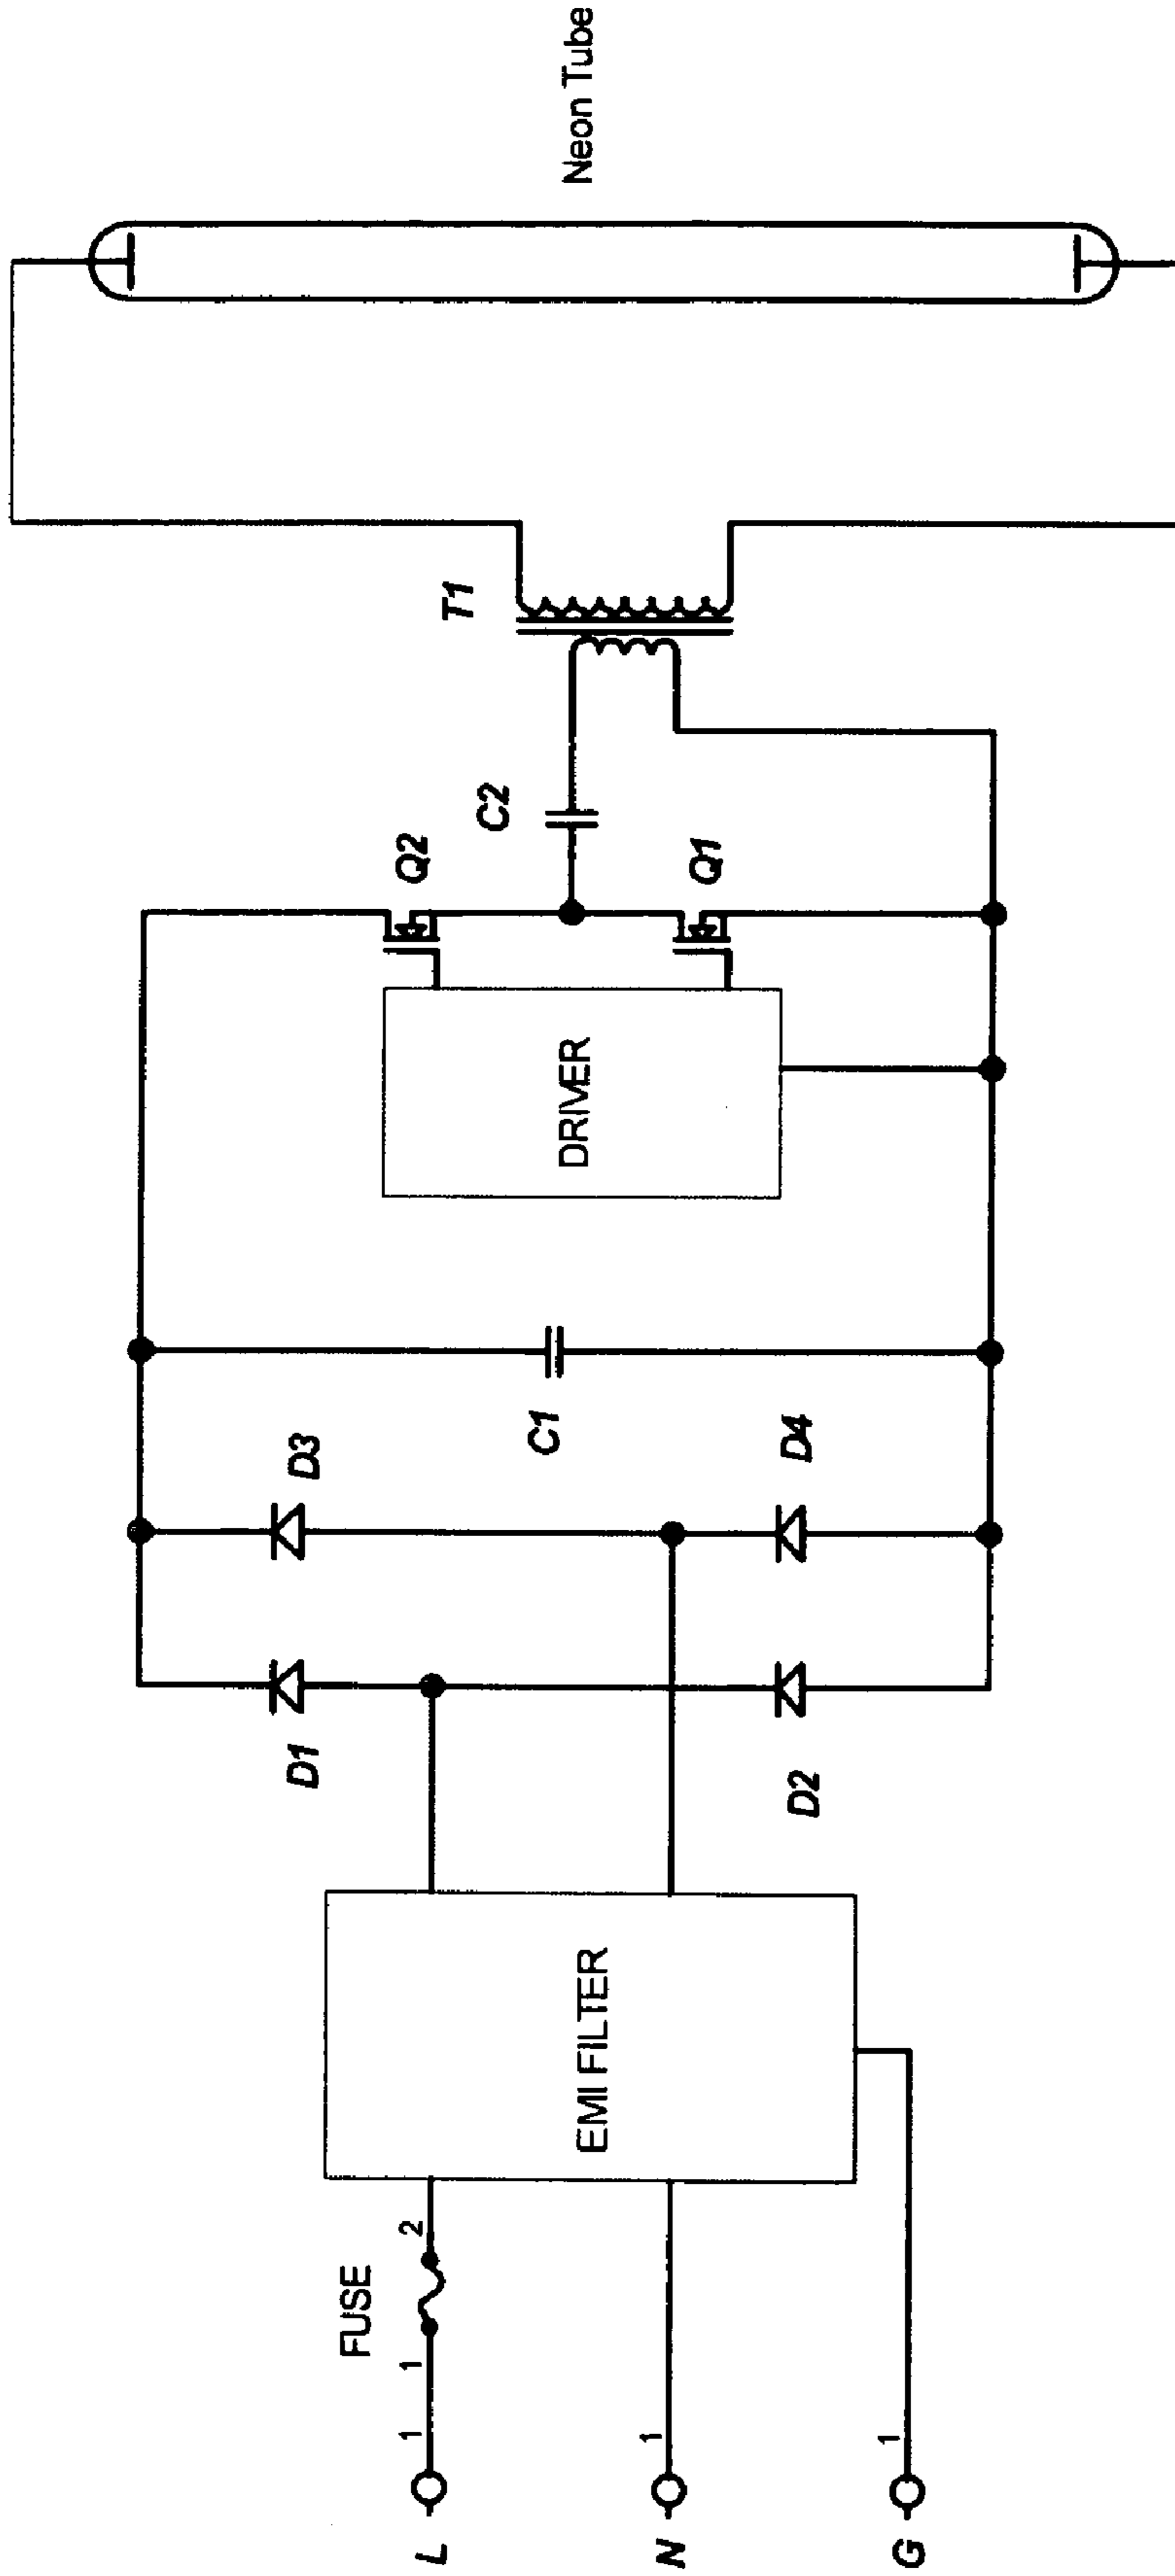 L
1
1
FUSE
2
N
1
G
1
EMI FILTER
D1
D2
D3
D4
C1
DRIVER
Q2
Q1
C2
T1
Neon Tube